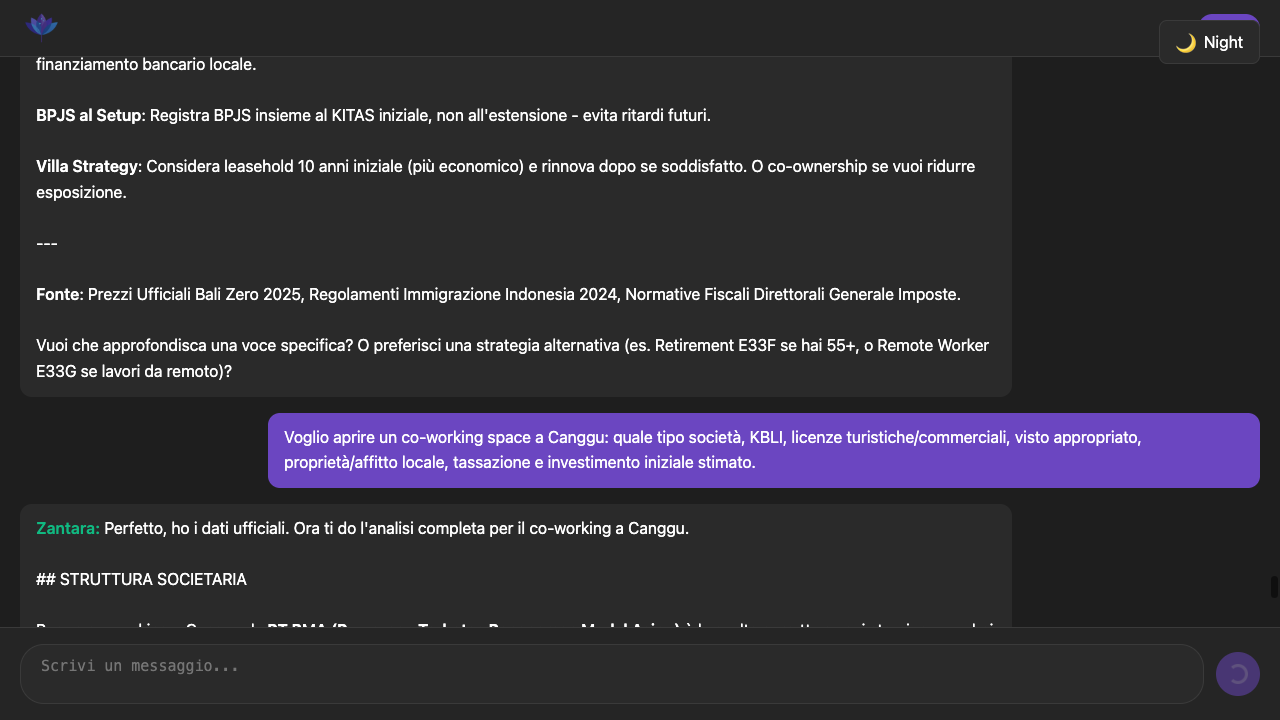 🌙 Night
finanziamento bancario locale.
BPJS al Setup: Registra BPJS insieme al KITAS iniziale, non all'estensione - evita ritardi futuri.
Villa Strategy: Considera leasehold 10 anni iniziale (più economico) e rinnova dopo se soddisfatto. O co-ownership se vuoi ridurre
esposizione.
---
Fonte: Prezzi Ufficiali Bali Zero 2025, Regolamenti Immigrazione Indonesia 2024, Normative Fiscali Direttorali Generale Imposte.
Vuoi che approfondisca una voce specifica? O preferisci una strategia alternativa (es. Retirement E33F se hai 55+, o Remote Worker
E33G se lavori da remoto)?
Voglio aprire un co-working space a Canggu: quale tipo società, KBLI, licenze turistiche/commerciali, visto appropriato,
proprietà/affitto locale, tassazione e investimento iniziale stimato.
Zantara: Perfetto, ho i dati ufficiali. Ora ti do l'analisi completa per il co-working a Canggu.
## STRUTTURA SOCIETARIA
Scrivi un messaggio...